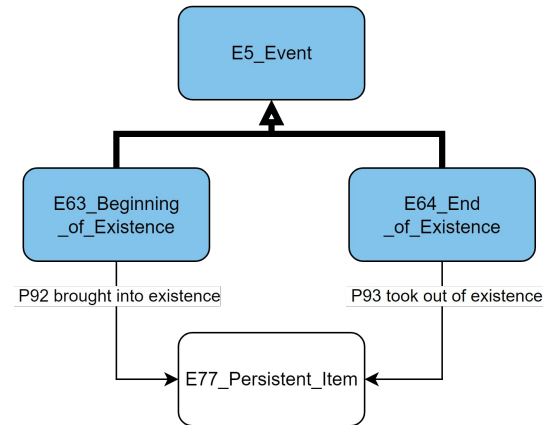 E5_Event
E63_Beginning
_of_Existence
E64_End
_of_Existence
P92 brought into existence
P93 took out of existence
E77_Persistent_Item